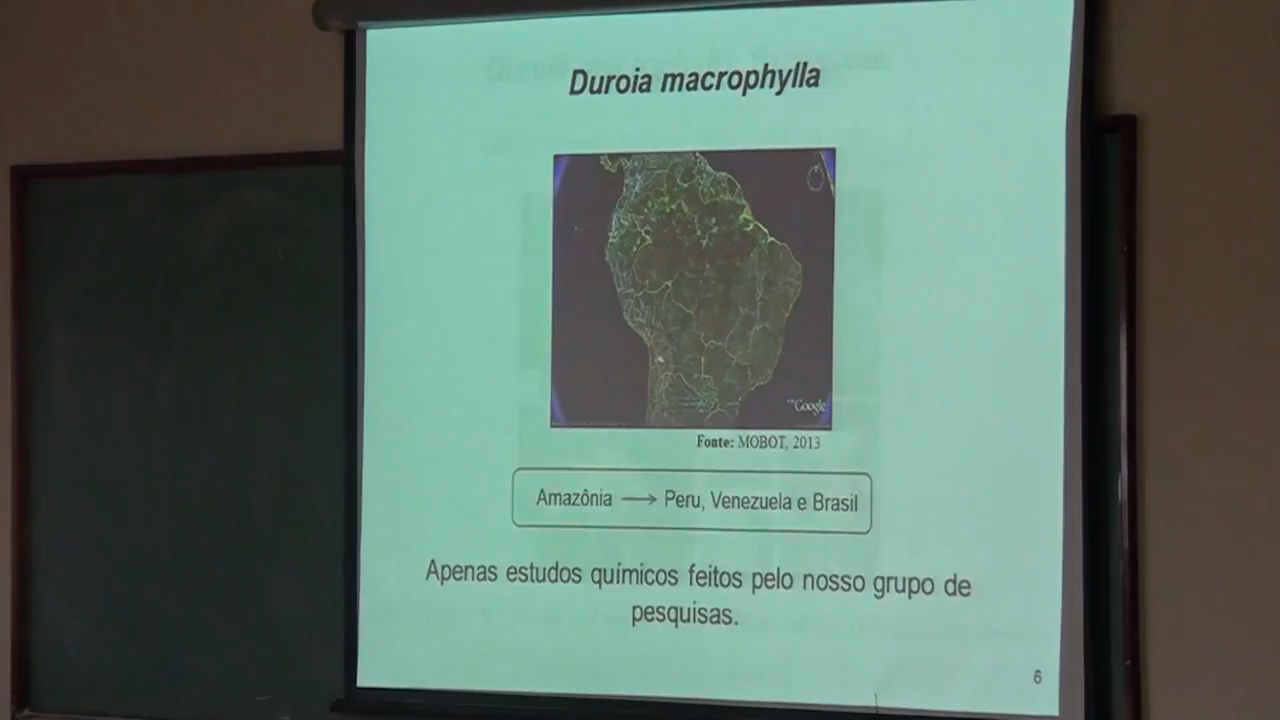 Duroia macrophylla
Google
Fonte: MOBOT, 2013
Amazônia → Peru, Venezuela e Brasil
Apenas estudos químicos feitos pelo nosso grupo de
pesquisas.
6